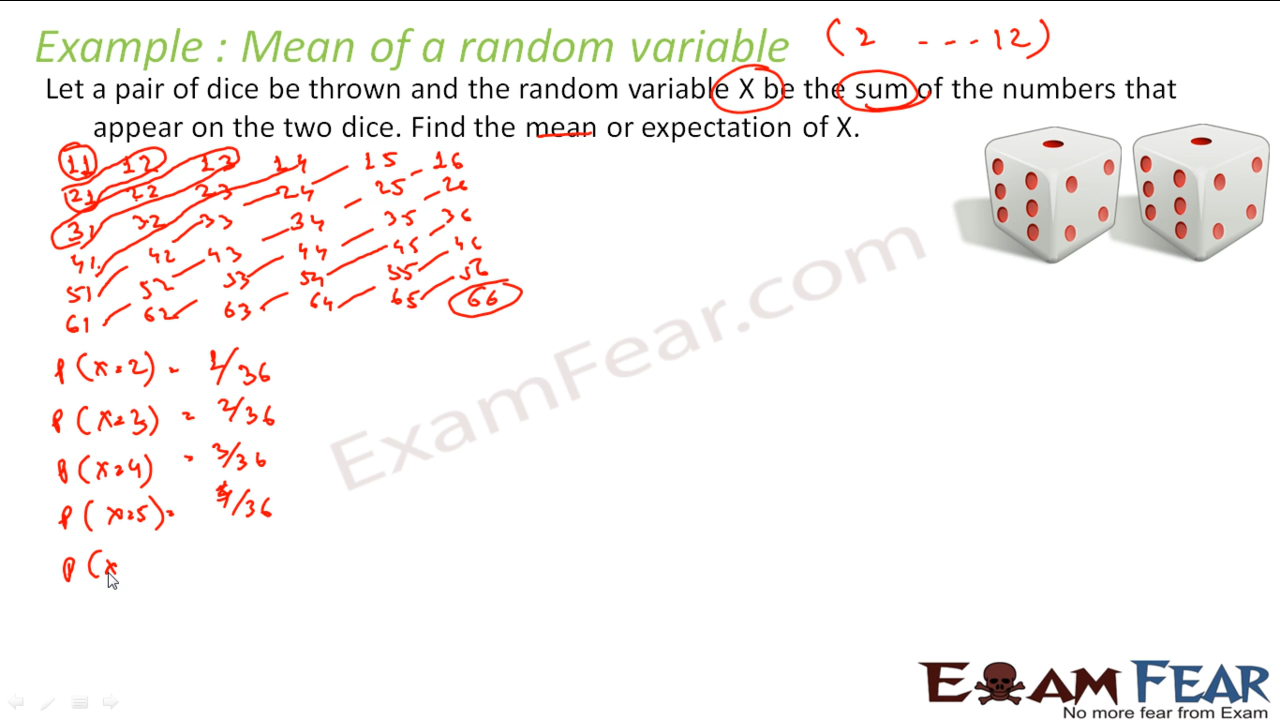 Example : Mean of a random variable (2 ---12)
Let a pair of dice be thrown and the random variable X be the sum of the numbers that
appear on the two dice. Find the mean or expectation of X.
11 12 13 14 15 16
21 22 23 24 25 26
31 32 33 34 35 36
41 42 43 44 45 46
51 52 53 54 55 56
61 62 63 64 65 66
P(x=2) = 1/36
P(x=3) = 2/36
P(x=4) = 3/36
P(x=5) = 4/36
P(x
ExamFear.com
EXAM FEAR
No more fear from Exam